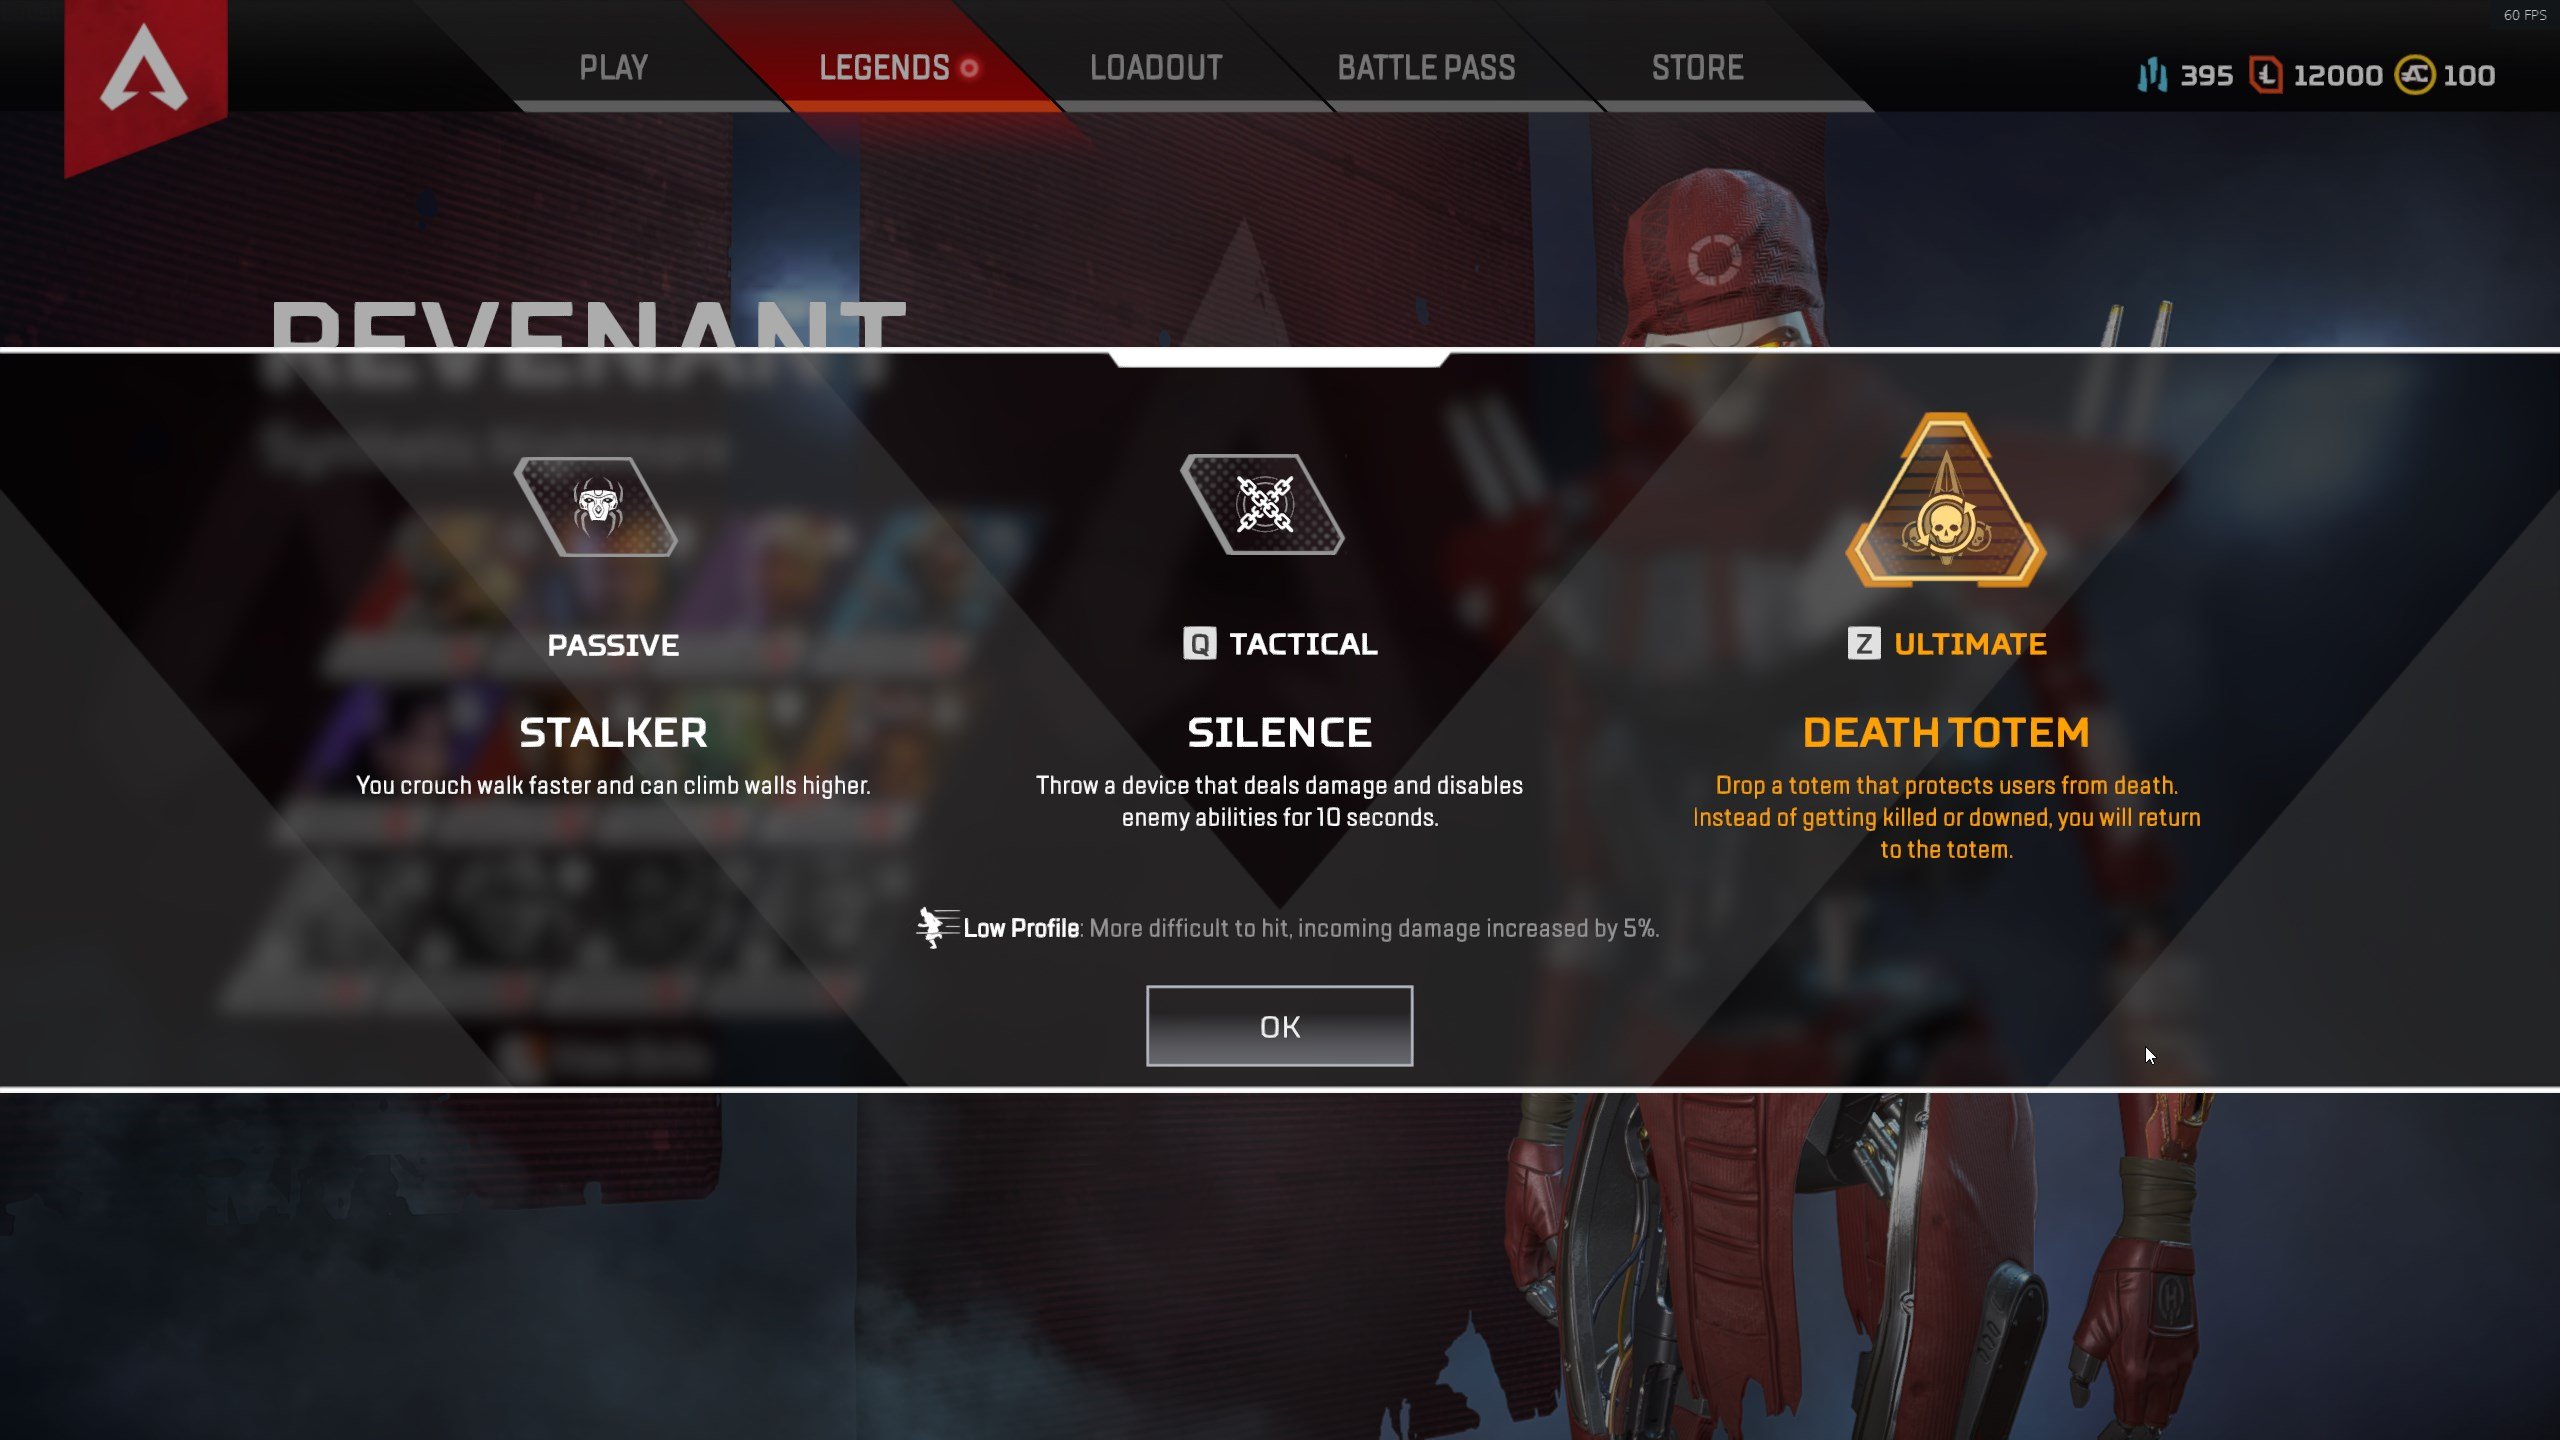 60 FPS
PLAY
LEGENDS
LOADOUT
BATTLE PASS
STORE
395
12000
100
REVENANT
PASSIVE
STALKER
You crouch walk faster and can climb walls higher.
Q TACTICAL
SILENCE
Throw a device that deals damage and disables
enemy abilities for 10 seconds.
Z ULTIMATE
DEATH TOTEM
Drop a totem that protects users from death.
Instead of getting killed or downed, you will return
to the totem.
Low Profile: More difficult to hit, incoming damage increased by 5%.
OK